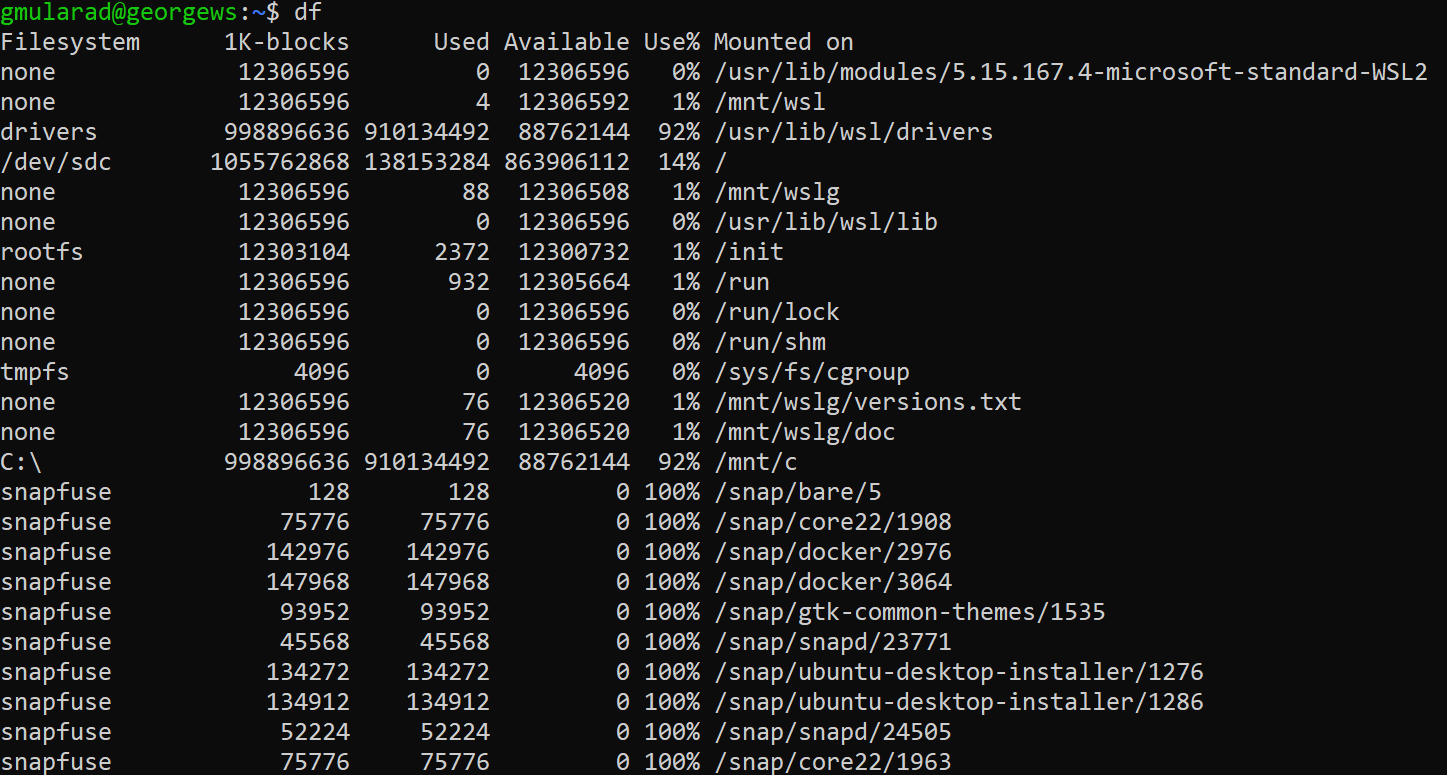 gmularad@georgews:~$ df
Filesystem      1K-blocks      Used Available Use% Mounted on
none             12306596         0  12306596   0% /usr/lib/modules/5.15.167.4-microsoft-standard-WSL2
none             12306596         4  12306592   1% /mnt/wsl
drivers         998896636 910134492  88762144  92% /usr/lib/wsl/drivers
/dev/sdc       1055762868 138153284 863906112  14% /
none             12306596        88  12306508   1% /mnt/wslg
none             12306596         0  12306596   0% /usr/lib/wsl/lib
rootfs           12303104      2372  12300732   1% /init
none             12306596       932  12305664   1% /run
none             12306596         0  12306596   0% /run/lock
none             12306596         0  12306596   0% /run/shm
tmpfs                4096         0      4096   0% /sys/fs/cgroup
none             12306596        76  12306520   1% /mnt/wslg/versions.txt
none             12306596        76  12306520   1% /mnt/wslg/doc
C:\             998896636 910134492  88762144  92% /mnt/c
snapfuse              128       128         0 100% /snap/bare/5
snapfuse            75776     75776         0 100% /snap/core22/1908
snapfuse           142976    142976         0 100% /snap/docker/2976
snapfuse           147968    147968         0 100% /snap/docker/3064
snapfuse            93952     93952         0 100% /snap/gtk-common-themes/1535
snapfuse            45568     45568         0 100% /snap/snapd/23771
snapfuse           134272    134272         0 100% /snap/ubuntu-desktop-installer/1276
snapfuse           134912    134912         0 100% /snap/ubuntu-desktop-installer/1286
snapfuse            52224     52224         0 100% /snap/snapd/24505
snapfuse            75776     75776         0 100% /snap/core22/1963